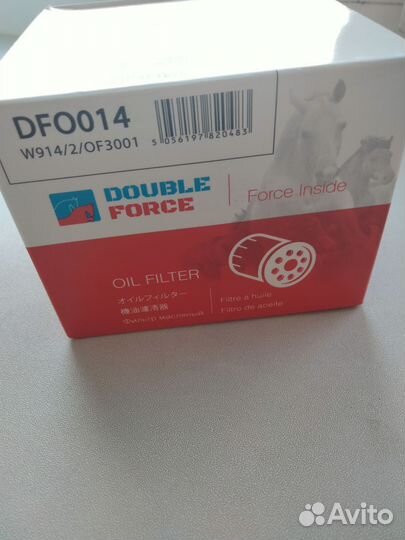 DFO014
W914/2/OF3001
5 056197 820483
DOUBLE
FORCE
Force Inside
OIL FILTER
オイルフィルター
機油濾清器
Фильтр масляный
Filtre à huile
Filtro de aceite
Avito